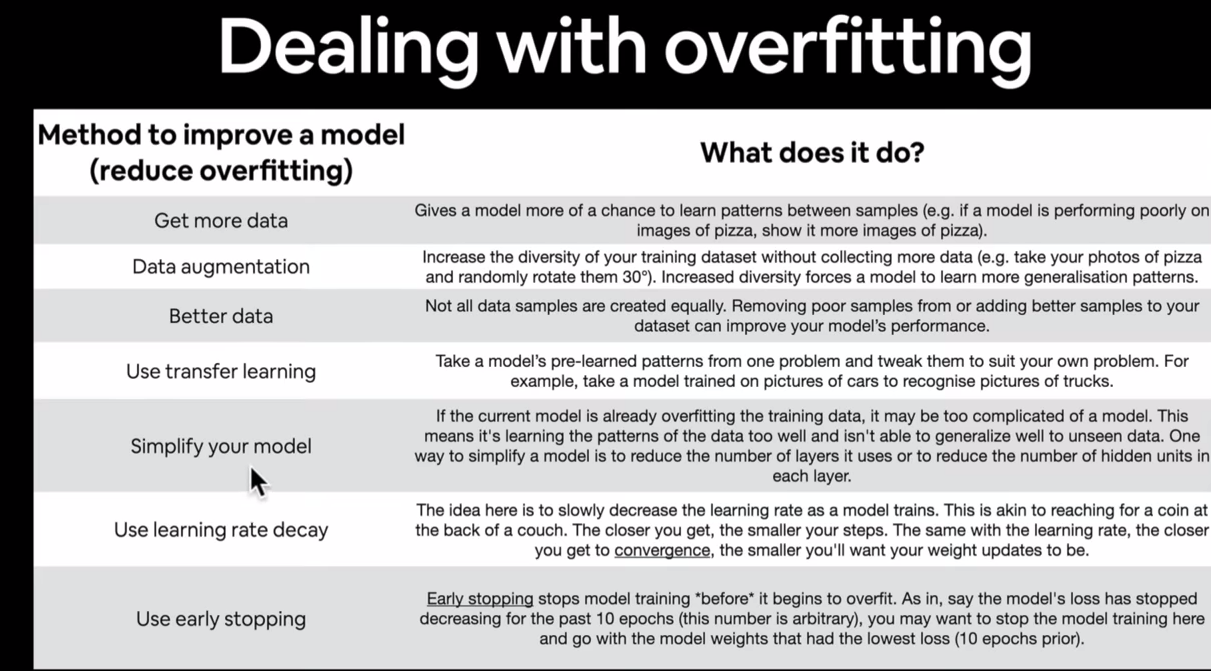 Dealing with overfitting
Method to improve a model
(reduce overfitting)
What does it do?
Get more data
Gives a model more of a chance to learn patterns between samples (e.g. if a model is performing poorly on
images of pizza, show it more images of pizza).
Data augmentation
Increase the diversity of your training dataset without collecting more data (e.g. take your photos of pizza
and randomly rotate them 30°). Increased diversity forces a model to learn more generalisation patterns.
Better data
Not all data samples are created equally. Removing poor samples from or adding better samples to your
dataset can improve your model's performance.
Use transfer learning
Take a model's pre-learned patterns from one problem and tweak them to suit your own problem. For
example, take a model trained on pictures of cars to recognise pictures of trucks.
Simplify your model
If the current model is already overfitting the training data, it may be too complicated of a model. This
means it's learning the patterns of the data too well and isn't able to generalize well to unseen data. One
way to simplify a model is to reduce the number of layers it uses or to reduce the number of hidden units in
each layer.
Use learning rate decay
The idea here is to slowly decrease the learning rate as a model trains. This is akin to reaching for a coin at
the back of a couch. The closer you get, the smaller your steps. The same with the learning rate, the closer
you get to convergence, the smaller you'll want your weight updates to be.
Use early stopping
Early stopping stops model training *before* it begins to overfit. As in, say the model's loss has stopped
decreasing for the past 10 epochs (this number is arbitrary), you may want to stop the model training here
and go with the model weights that had the lowest loss (10 epochs prior).